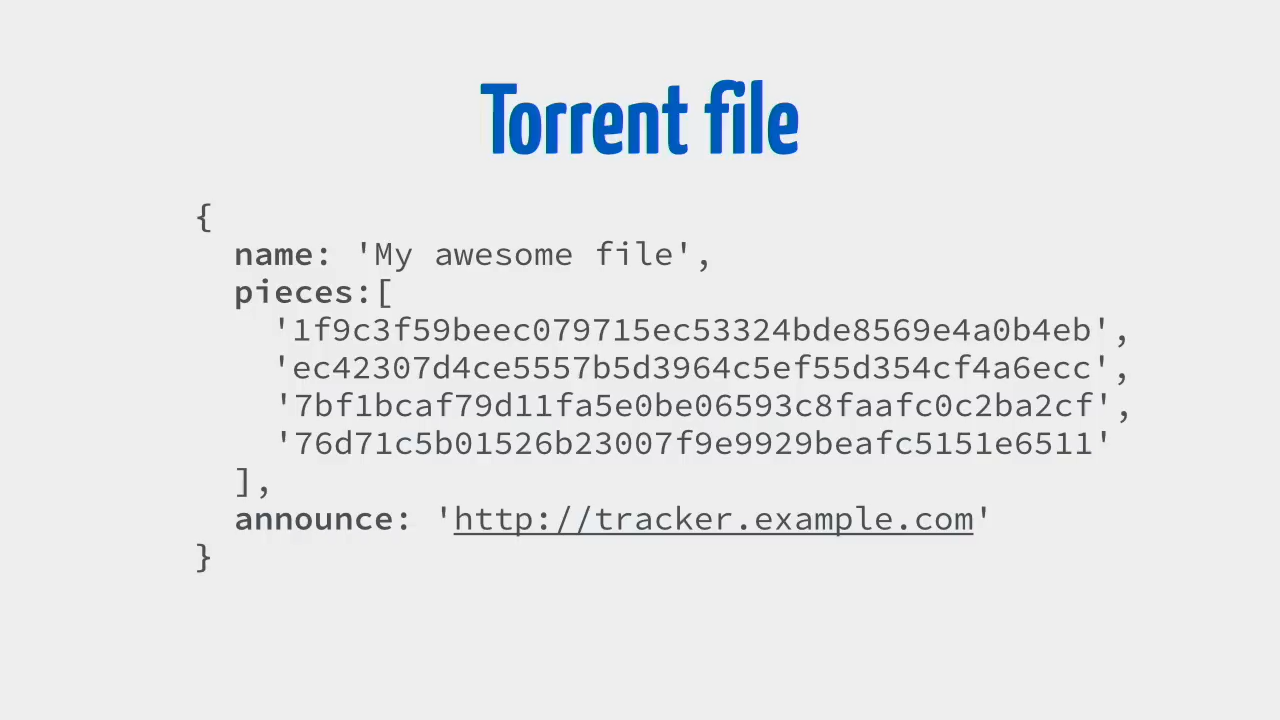 Torrent file
{
name: 'My awesome file',
pieces:[
'1f9c3f59beec079715ec53324bde8569e4a0b4eb',
'ec42307d4ce5557b5d3964c5ef55d354cf4a6ecc',
'7bf1bcaf79d11fa5e0be06593c8faafc0c2ba2cf',
'76d71c5b01526b23007f9e9929beafc5151e6511'
],
announce: 'http://tracker.example.com'
}